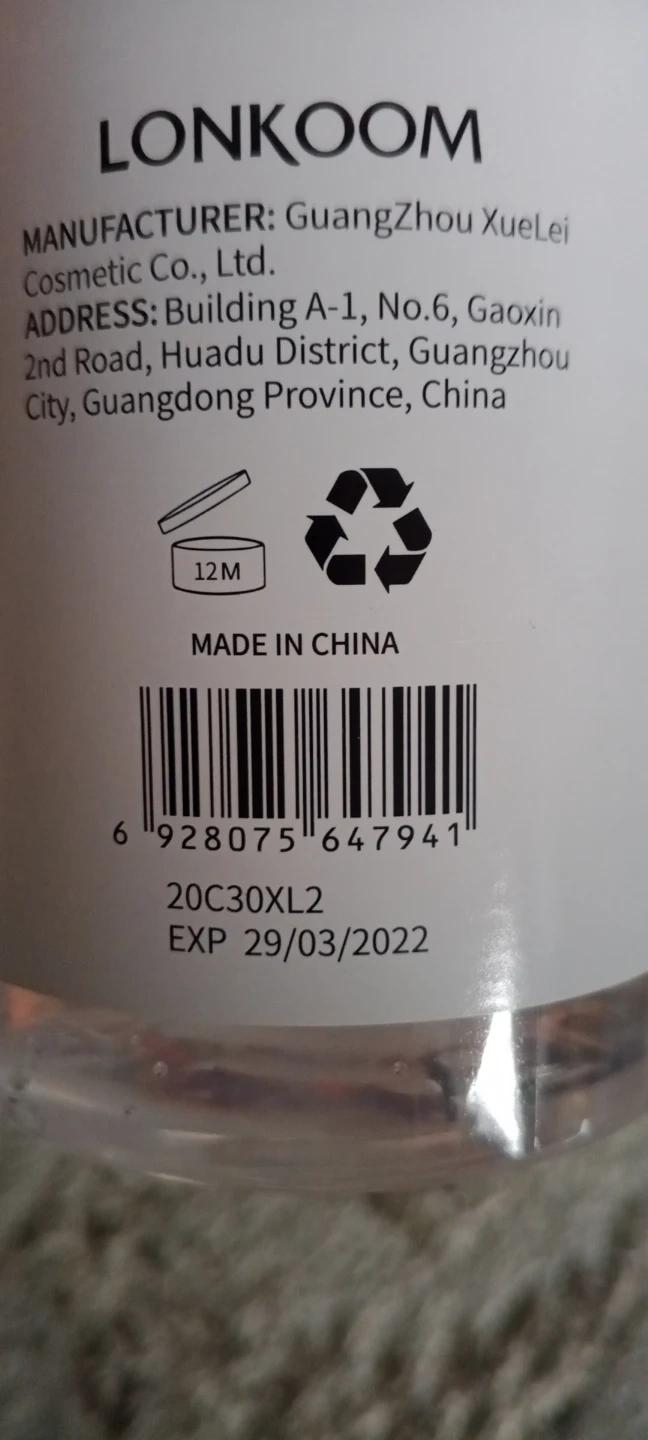 LONKOOM
MANUFACTURER: GuangZhou XueLei
Cosmetic Co., Ltd.
ADDRESS: Building A-1, No.6, Gaoxin
2nd Road, Huadu District, Guangzhou
City, Guangdong Province, China
12M
MADE IN CHINA
6 928075 647941
20C30XL2
EXP 29/03/2022